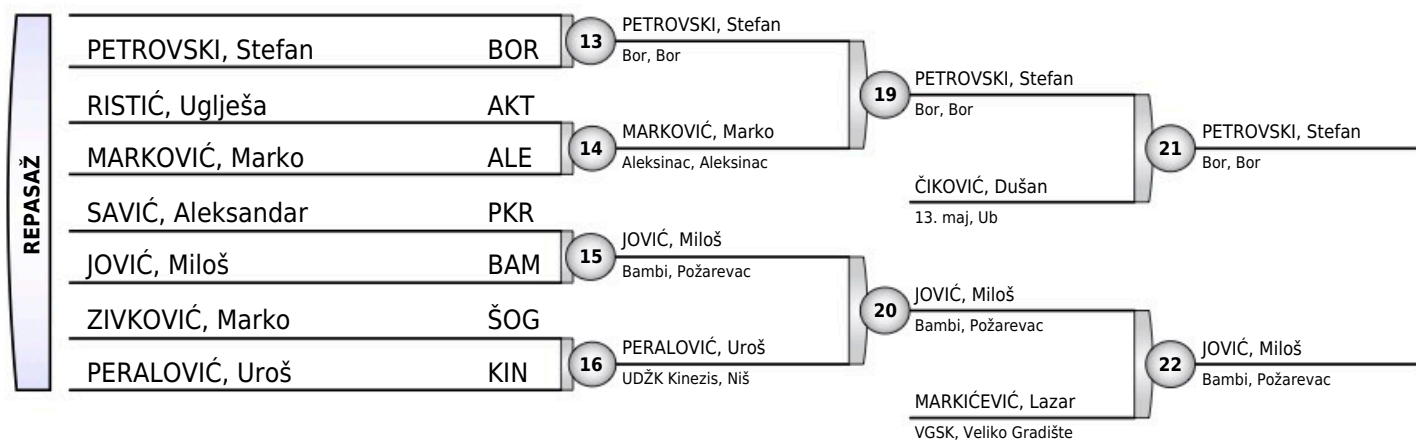 REPASAŽ
PETROVSKI, Stefan BOR
RISTIĆ, Uglješa AKT
MARKOVIĆ, Marko ALE
SAVIĆ, Aleksandar PKR
JOVIĆ, Miloš BAM
ZIVKOVIĆ, Marko ŠOG
PERALOVIĆ, Uroš KIN
13
PETROVSKI, Stefan
Bor, Bor
14
MARKOVIĆ, Marko
Aleksinac, Aleksinac
15
JOVIĆ, Miloš
Bambi, Požarevac
16
PERALOVIĆ, Uroš
UDŽK Kinezis, Niš
19
PETROVSKI, Stefan
Bor, Bor
ČIKOVIĆ, Dušan
13. maj, Ub
20
JOVIĆ, Miloš
Bambi, Požarevac
MARKIĆEVIĆ, Lazar
VGSK, Veliko Gradište
21
PETROVSKI, Stefan
Bor, Bor
22
JOVIĆ, Miloš
Bambi, Požarevac